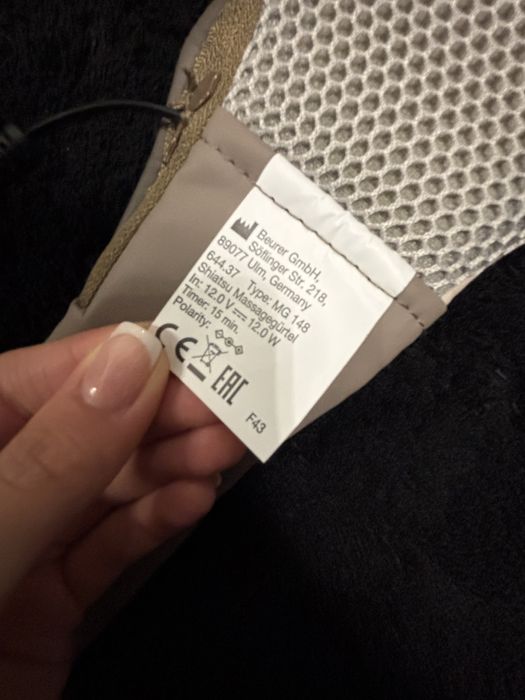 Beurer GmbH,
Söflinger Str. 218,
89077 Ulm, Germany
644.37 Type: MG 148
Shiatsu Massagegürtel
In: 12.0 V⎓ 12.0 W
Timer: 15 min.
Polarity:
CE EAC
F43